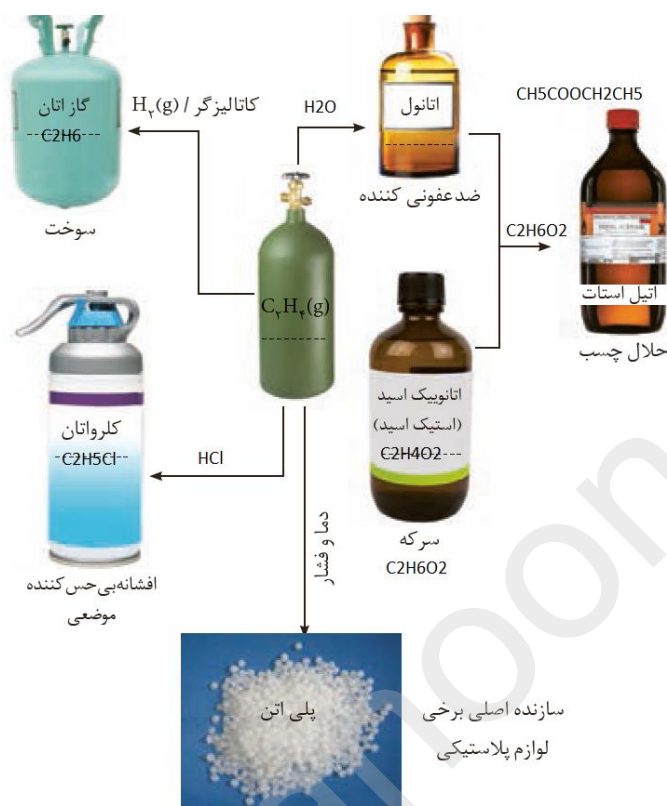 گاز اتان
C2H6
سوخت
H۲(g) / کاتالیزگر
H2O
اتانول
ضدعفونی کننده
CH5COOCH2CH5
C2H6O2
اتیل استات
حلال چسب
C۲H۴(g)
اتانوییک اسید
(استیک اسید)
C2H4O2
سرکه
C2H6O2
کلرواتان
C2H5Cl
HCl
افشانه بی‌حس کننده
موضعی
دما و فشار
پلی اتن
سازنده اصلی برخی
لوازم پلاستیکی